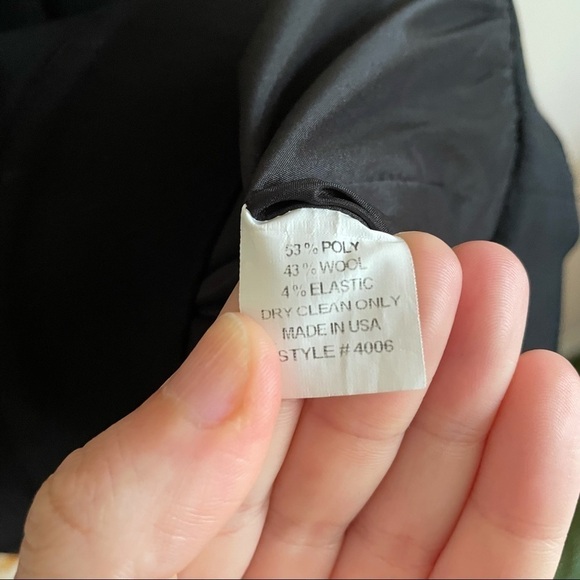 53% POLY
43% WOOL
4% ELASTIC
DRY CLEAN ONLY
MADE IN USA
STYLE # 4006